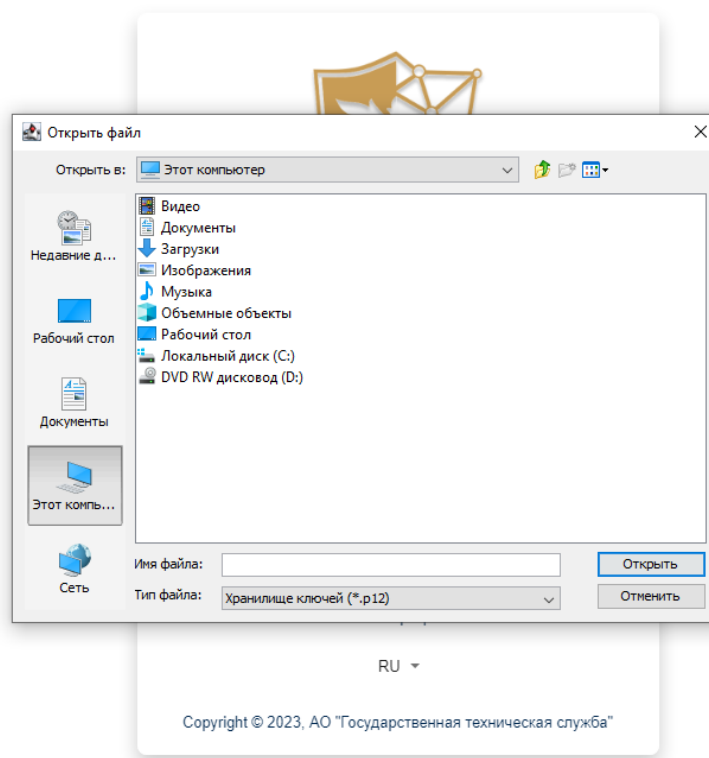 Открыть файл
Открыть в:
Этот компьютер
Недавние д...
Рабочий стол
Документы
Этот компь...
Сеть
Видео
Документы
Загрузки
Изображения
Музыка
Объемные объекты
Рабочий стол
Локальный диск (C:)
DVD RW дисковод (D:)
Имя файла:
Открыть
Тип файла:
Хранилище ключей (*.p12)
Отменить
RU
Copyright © 2023, АО "Государственная техническая служба"